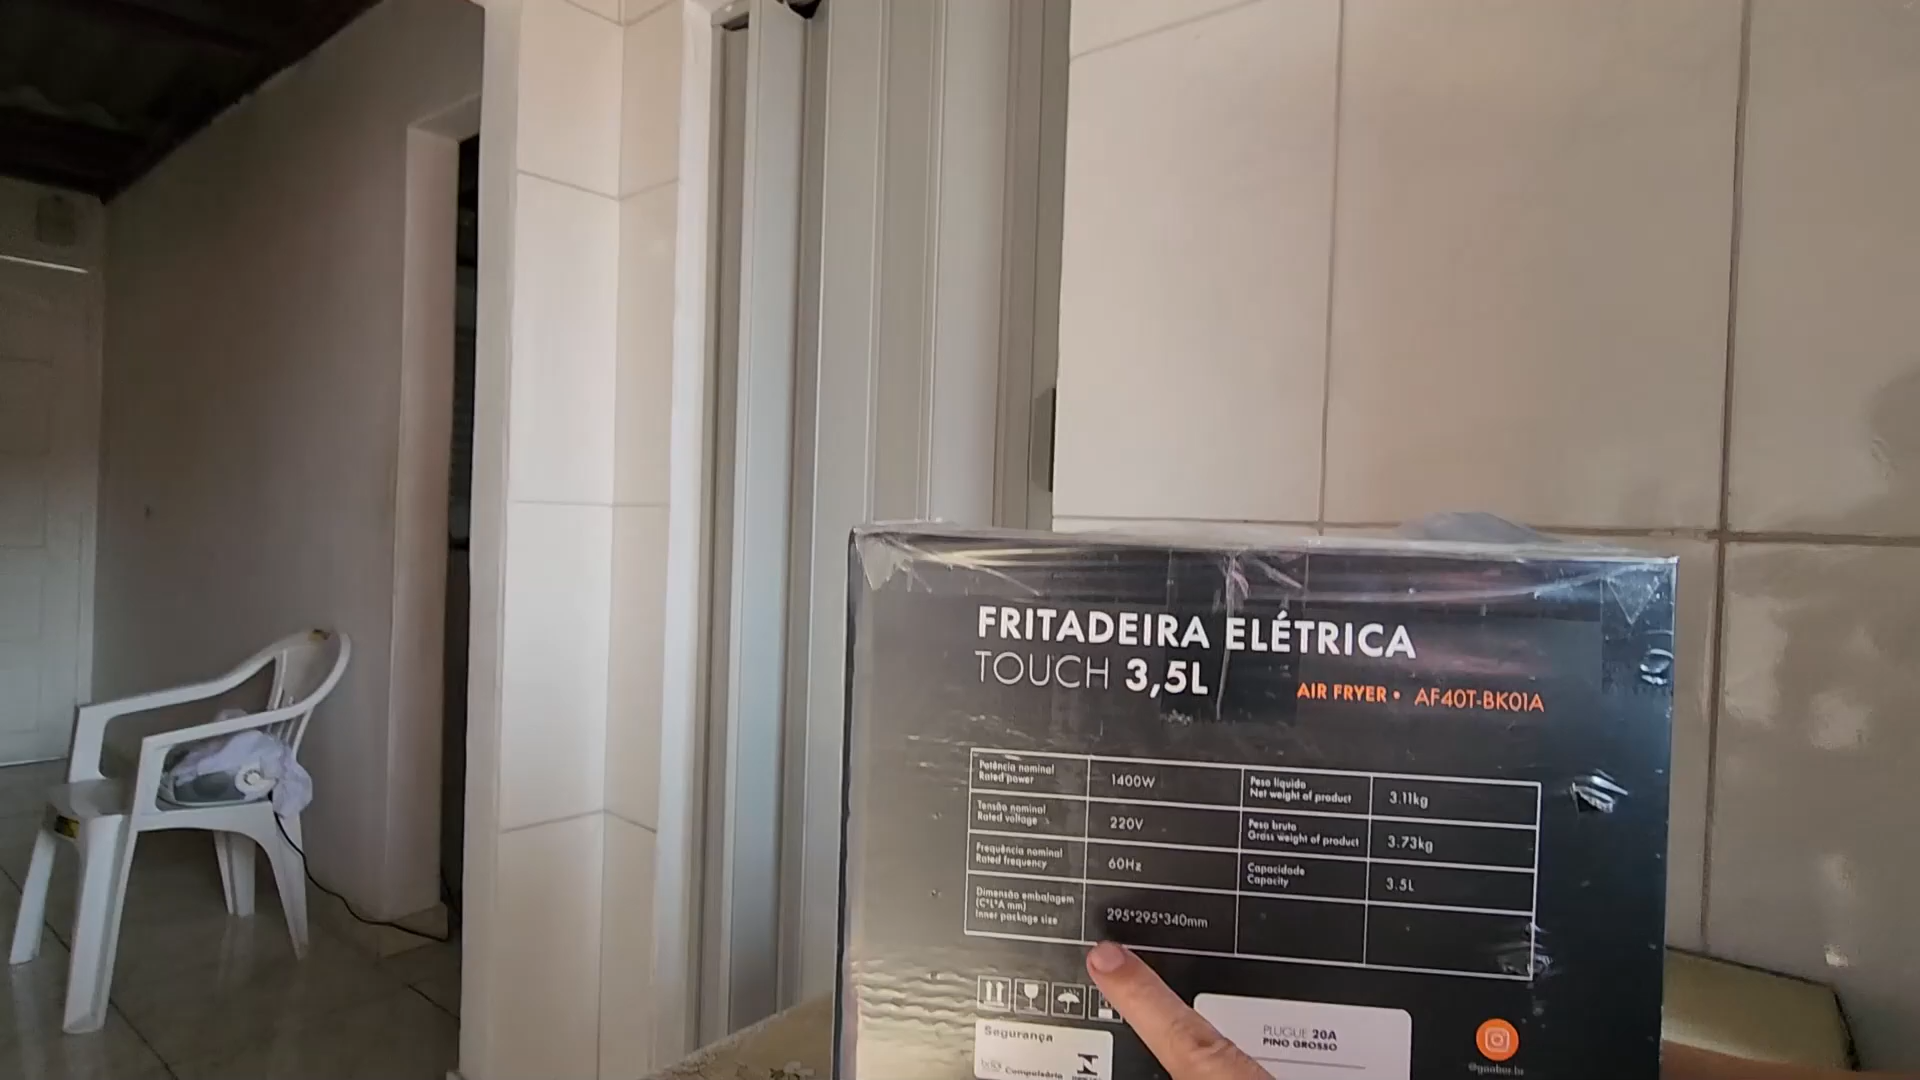 FRITADEIRA ELÉTRICA
TOUCH 3,5L
AIR FRYER • AF40T-BK01A
Potência nominal
Rated power
1400W
Peso líquido
Net weight of product
3.11kg
Tensão nominal
Rated voltage
220V
Peso bruto
Gross weight of product
3.73kg
Frequência nominal
Rated frequency
60Hz
Capacidade
Capacity
3.5L
Dimensão embalagem
(C*L*A mm)
Inner package size
295*295*340mm
Segurança
Compulsório
PLUGUE 20A
PINO GROSSO